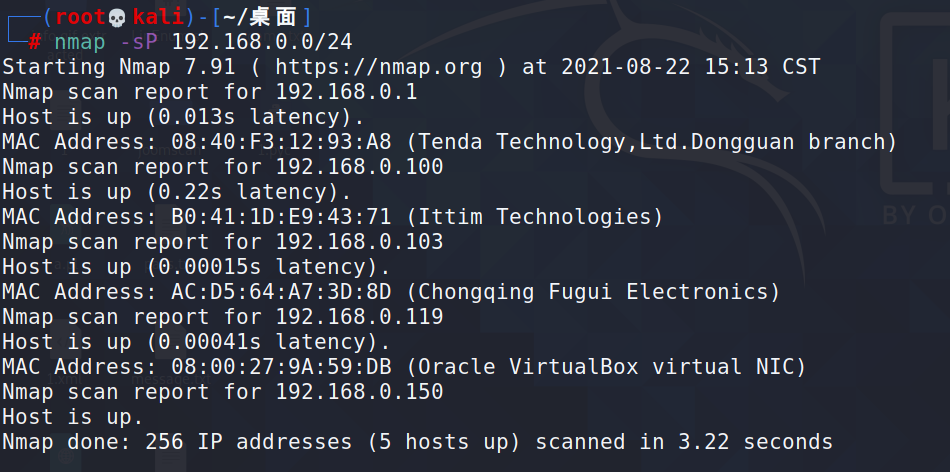 ┌──(root💀kali)-[~/桌面]
└─# nmap -sP 192.168.0.0/24
Starting Nmap 7.91 ( https://nmap.org ) at 2021-08-22 15:13 CST
Nmap scan report for 192.168.0.1
Host is up (0.013s latency).
MAC Address: 08:40:F3:12:93:A8 (Tenda Technology,Ltd.Dongguan branch)
Nmap scan report for 192.168.0.100
Host is up (0.22s latency).
MAC Address: B0:41:1D:E9:43:71 (Ittim Technologies)
Nmap scan report for 192.168.0.103
Host is up (0.00015s latency).
MAC Address: AC:D5:64:A7:3D:8D (Chongqing Fugui Electronics)
Nmap scan report for 192.168.0.119
Host is up (0.00041s latency).
MAC Address: 08:00:27:9A:59:DB (Oracle VirtualBox virtual NIC)
Nmap scan report for 192.168.0.150
Host is up.
Nmap done: 256 IP addresses (5 hosts up) scanned in 3.22 seconds
BY O